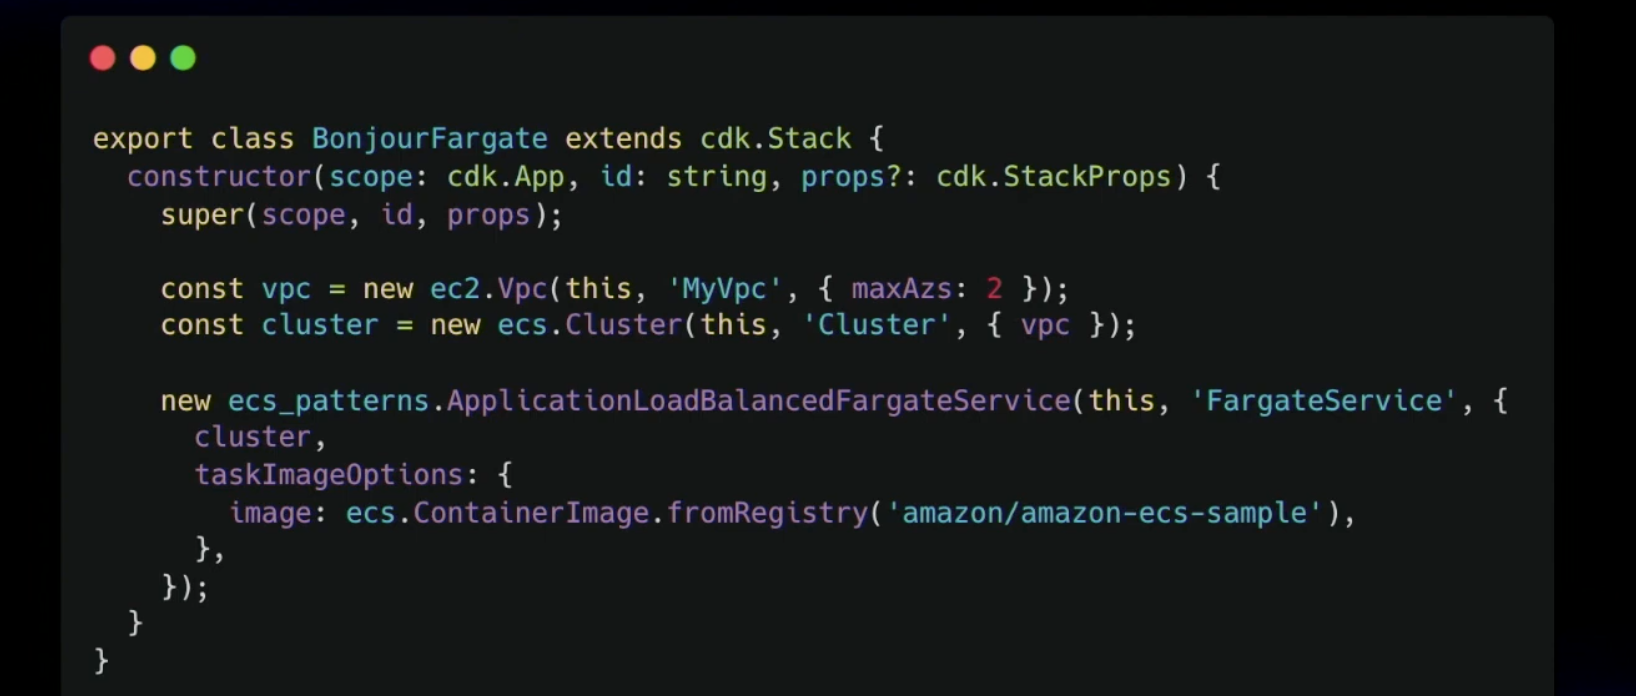 export class BonjourFargate extends cdk.Stack {
  constructor(scope: cdk.App, id: string, props?: cdk.StackProps) {
    super(scope, id, props);

    const vpc = new ec2.Vpc(this, 'MyVpc', { maxAzs: 2 });
    const cluster = new ecs.Cluster(this, 'Cluster', { vpc });

    new ecs_patterns.ApplicationLoadBalancedFargateService(this, 'FargateService', {
      cluster,
      taskImageOptions: {
        image: ecs.ContainerImage.fromRegistry('amazon/amazon-ecs-sample'),
      },
    });
  }
}